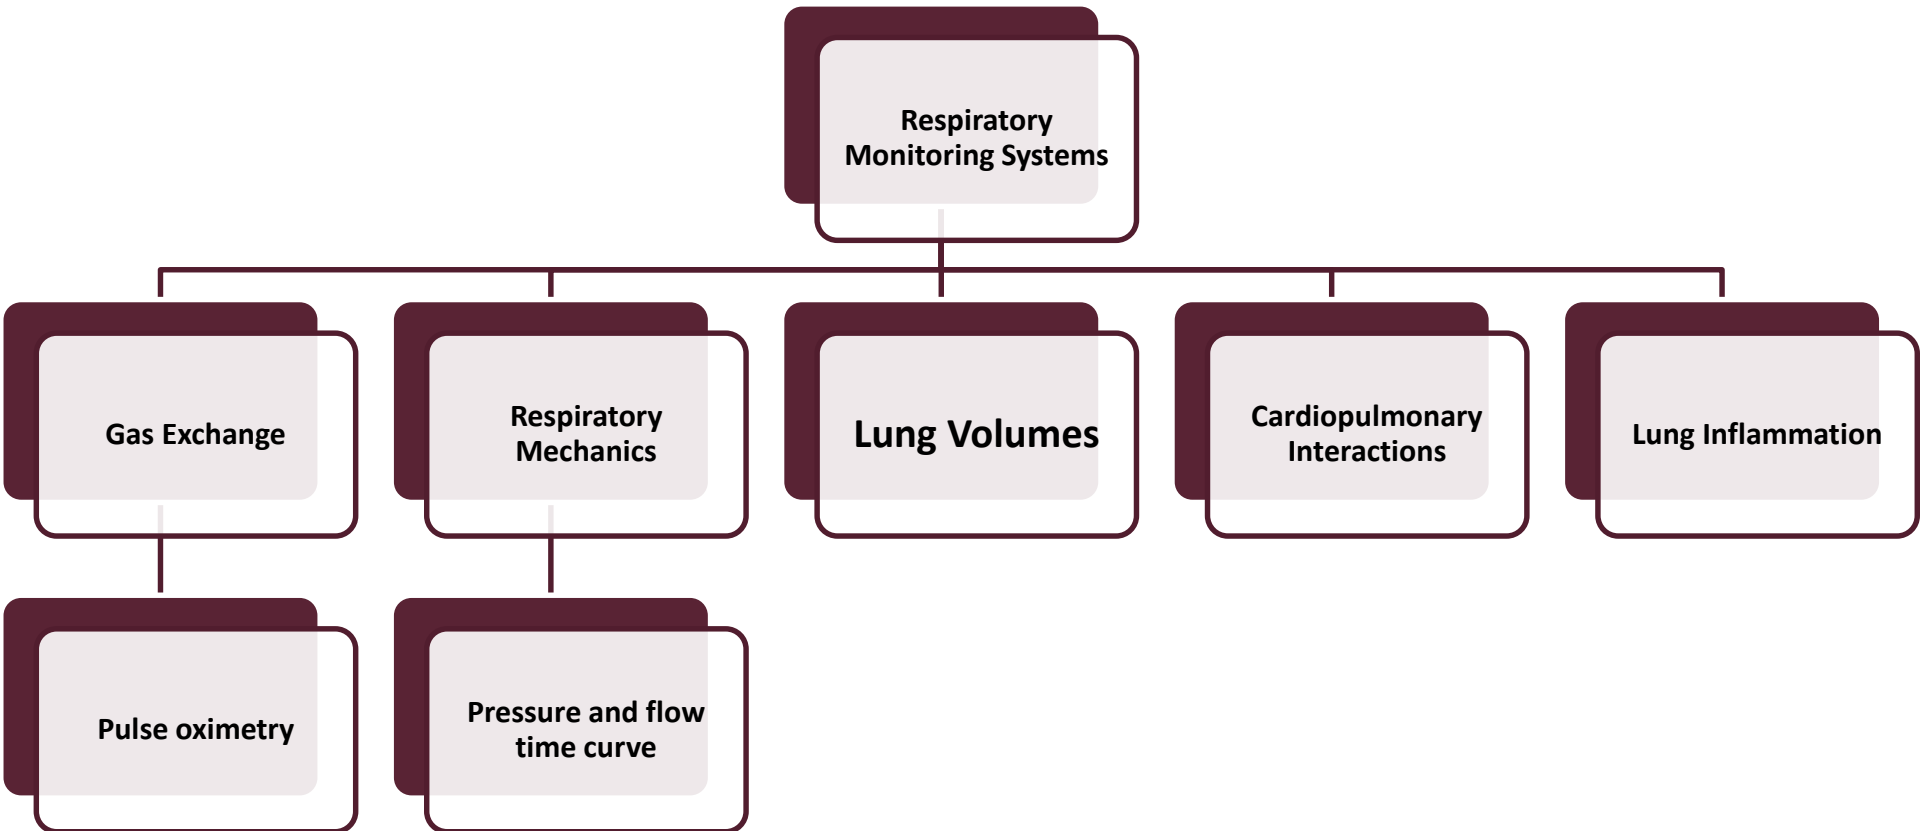 Respiratory
Monitoring Systems
Gas Exchange
Respiratory
Mechanics
Lung Volumes
Cardiopulmonary
Interactions
Lung Inflammation
Pulse oximetry
Pressure and flow
time curve